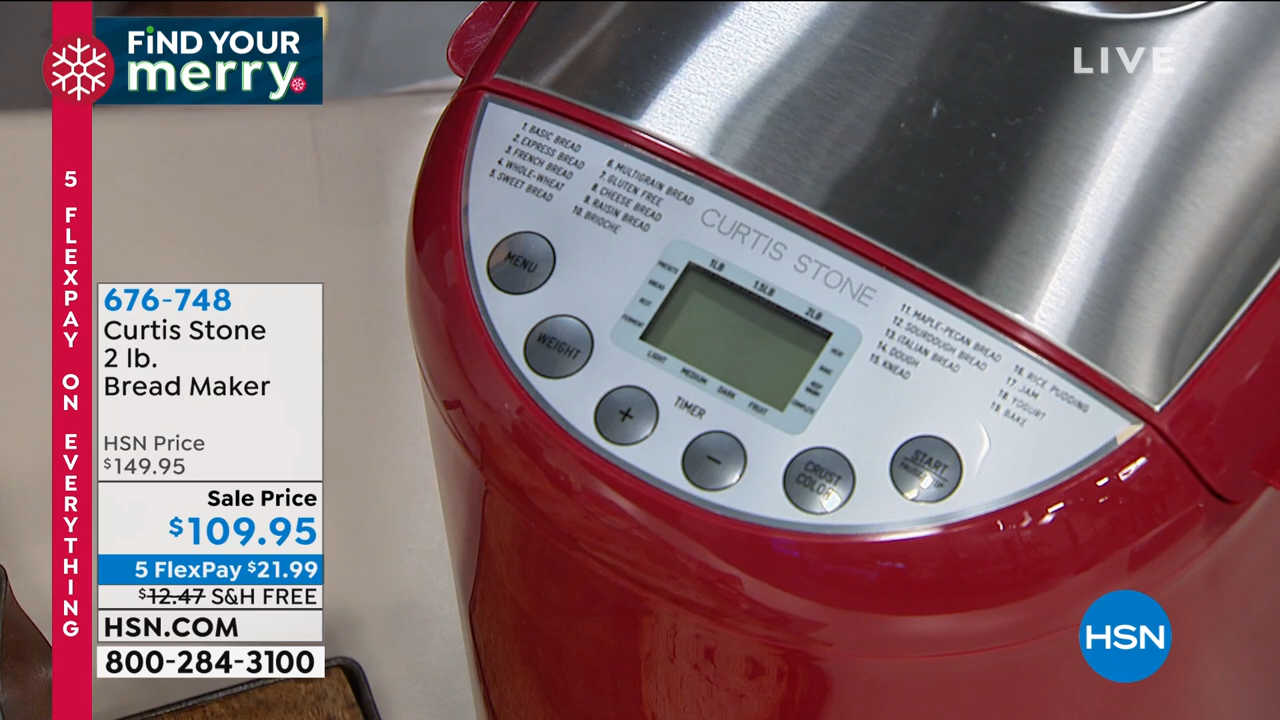 FiND YOUR
merry.
LIVE
5 FLEXPAY ON EVERYTHING
676-748
Curtis Stone
2 lb.
Bread Maker
HSN Price
$149.95
Sale Price
$109.95
5 FlexPay $21.99
$12.47 S&H FREE
HSN.COM
800-284-3100
1. BASIC BREAD
2. EXPRESS BREAD
3. FRENCH BREAD
4. WHOLE-WHEAT
5. SWEET BREAD
6. MULTIGRAIN BREAD
7. GLUTEN FREE
8. CHEESE BREAD
9. RAISIN BREAD
10. BRIOCHE
CURTIS STONE
11. MAPLE-PECAN BREAD
12. SOURDOUGH BREAD
13. ITALIAN BREAD
14. DOUGH
15. KNEAD
16. RICE PUDDING
17. JAM
18. YOGURT
19. BAKE
MENU
WEIGHT
1LB
1.5LB
2LB
LIGHT
MEDIUM
DARK
FRUIT
+
TIMER
-
CRUST
COLOR
START
HSN